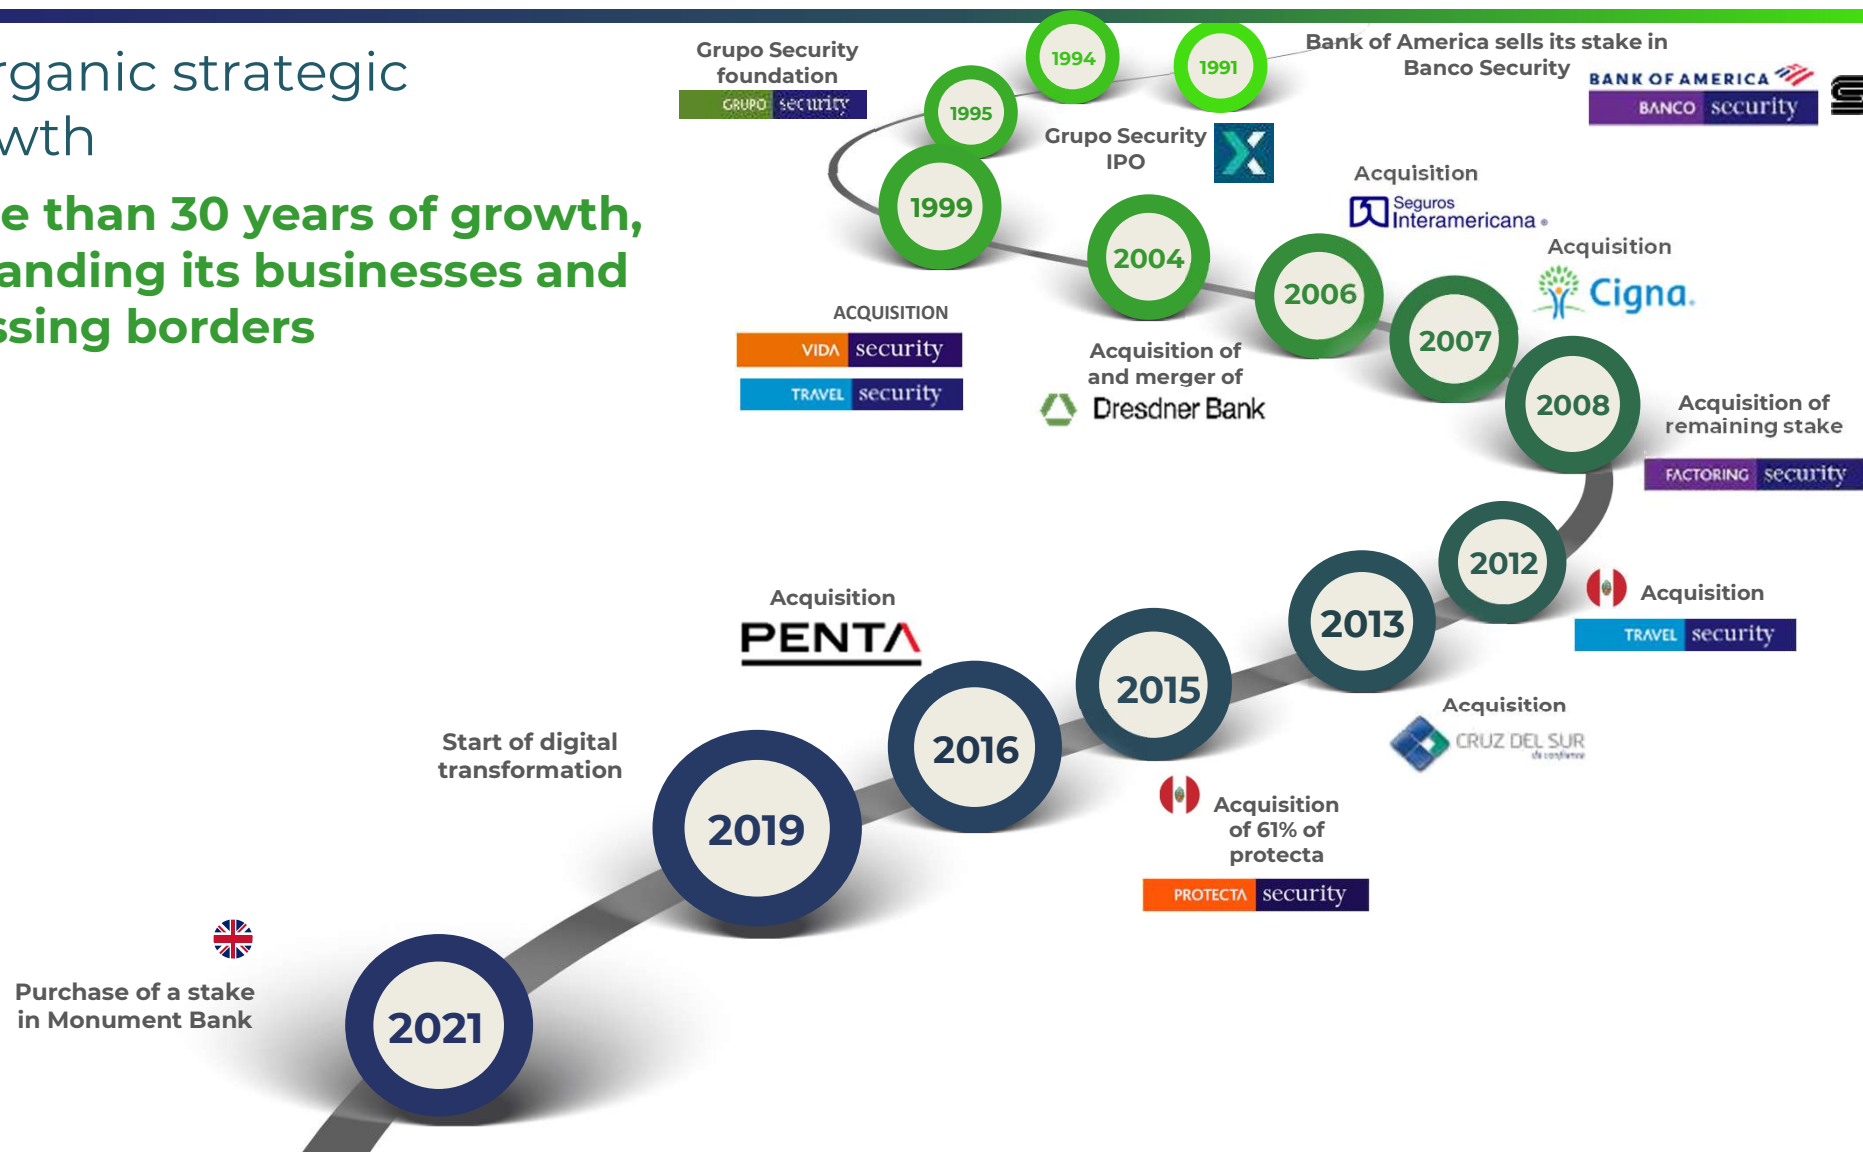 rganic strategic
wth
e than 30 years of growth,
anding its businesses and
ssing borders
Grupo Security
foundation
GRUPO security
1994
1991
Bank of America sells its stake in
Banco Security
BANK OF AMERICA
BANCO security
1995
Grupo Security
IPO
1999
ACQUISITION
VIDA security
TRAVEL security
2004
Acquisition of
and merger of
Dresdner Bank
2006
Acquisition
Seguros
Interamericana
2007
Acquisition
Cigna.
2008
Acquisition of
remaining stake
FACTORING security
2012
Acquisition
TRAVEL security
2013
Acquisition
CRUZ DEL SUR
2015
Acquisition
of 61% of
protecta
PROTECTA security
2016
Acquisition
PENTA
2019
Start of digital
transformation
2021
Purchase of a stake
in Monument Bank